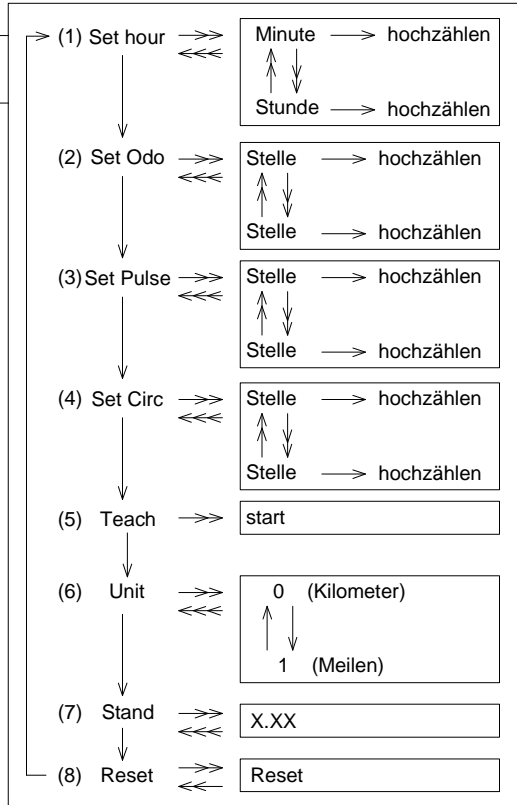 (1) Set hour
Minute hochzählen
Stunde hochzählen
(2) Set Odo
Stelle hochzählen
Stelle hochzählen
(3) Set Pulse
Stelle hochzählen
Stelle hochzählen
(4) Set Circ
Stelle hochzählen
Stelle hochzählen
(5) Teach
start
(6) Unit
0 (Kilometer)
1 (Meilen)
(7) Stand
X.XX
(8) Reset
Reset